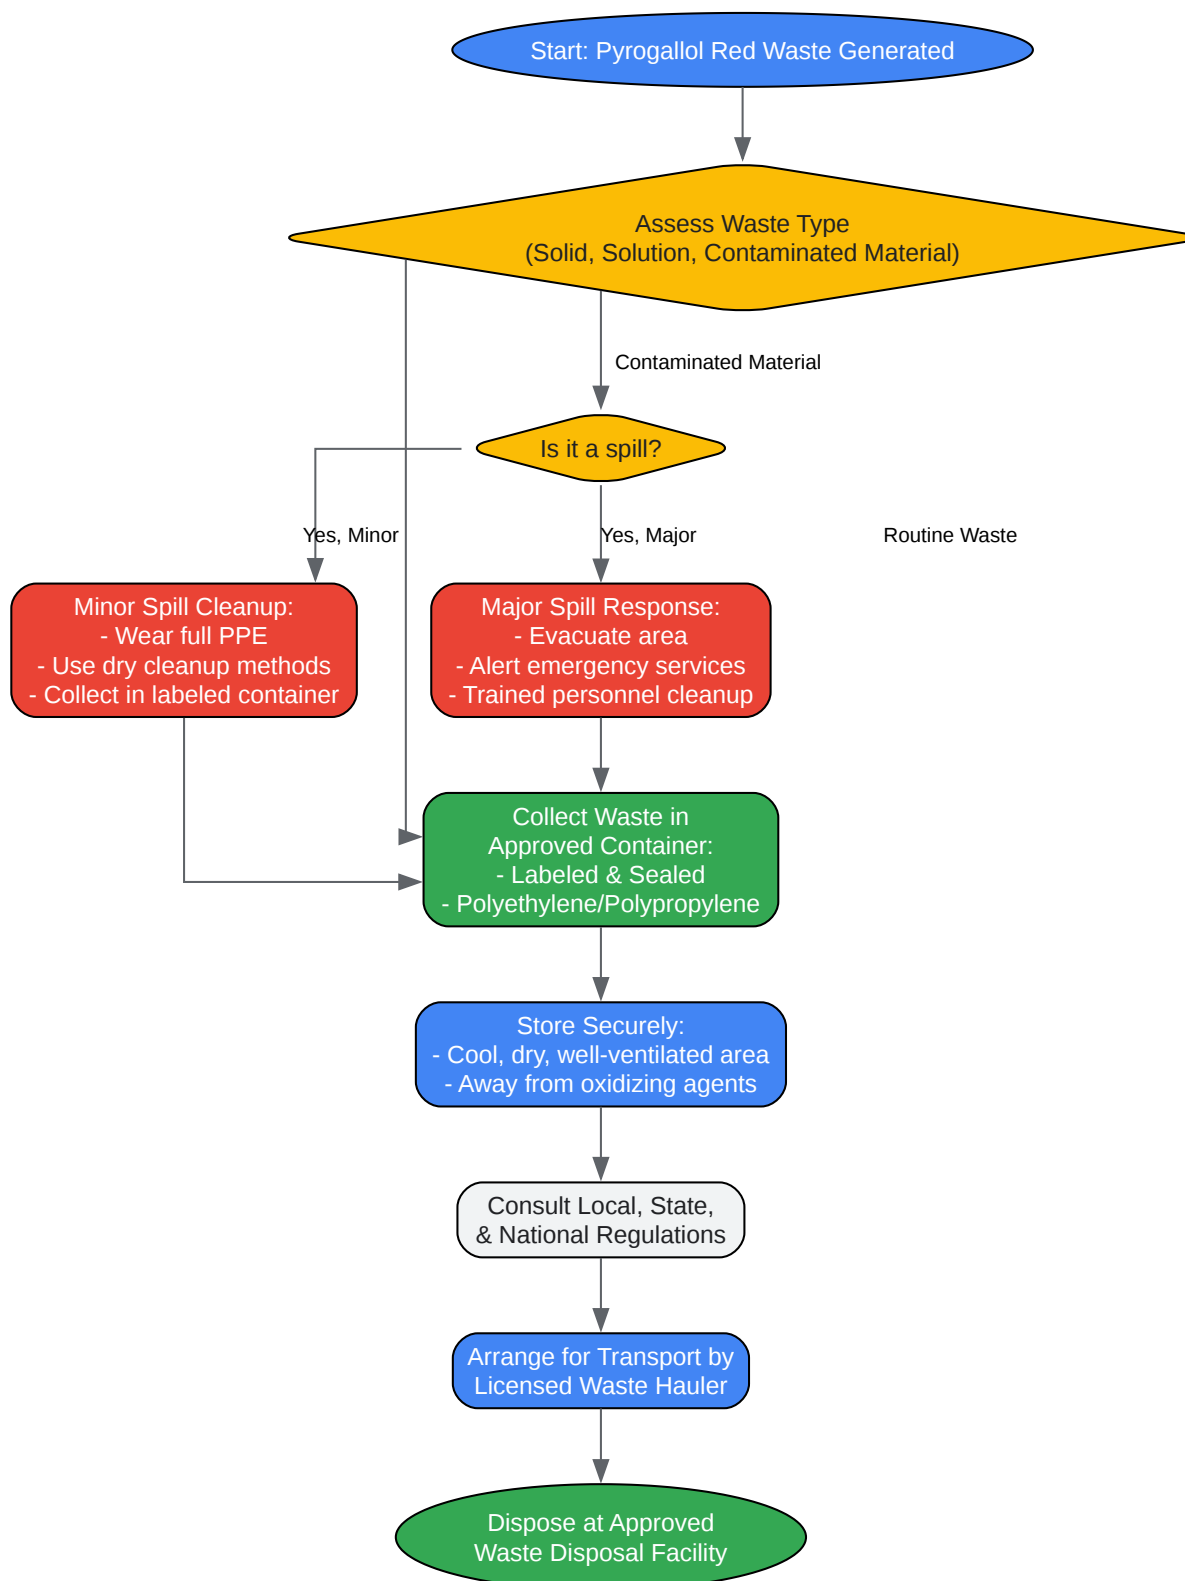 Start: Pyrogallol Red Waste Generated
Assess Waste Type
(Solid, Solution, Contaminated Material)
Contaminated Material
Is it a spill?
Yes, Minor
Yes, Major
Routine Waste
Minor Spill Cleanup:
- Wear full PPE
- Use dry cleanup methods
- Collect in labeled container
Major Spill Response:
- Evacuate area
- Alert emergency services
- Trained personnel cleanup
Collect Waste in
Approved Container:
- Labeled & Sealed
- Polyethylene/Polypropylene
Store Securely:
- Cool, dry, well-ventilated area
- Away from oxidizing agents
Consult Local, State,
& National Regulations
Arrange for Transport by
Licensed Waste Hauler
Dispose at Approved
Waste Disposal Facility